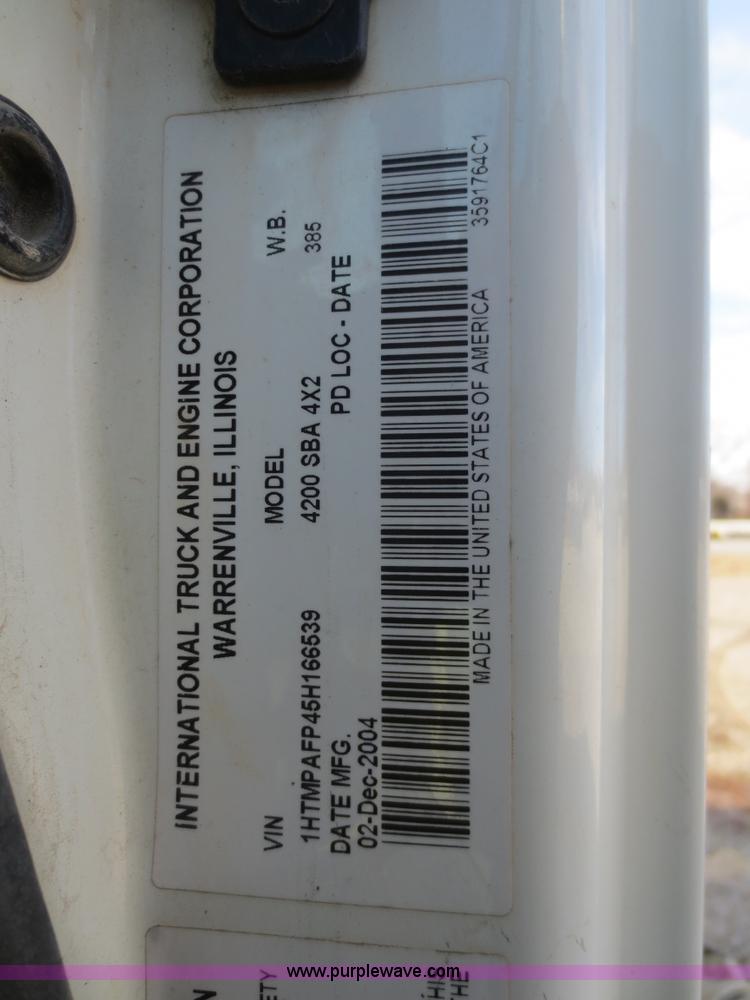 INTERNATIONAL TRUCK AND ENGINE CORPORATION
WARRENVILLE, ILLINOIS
VIN MODEL W.B.
1HTMPAFP45H166539 4200 SBA 4X2 385
DATE MFG. PD LOC - DATE
02-Dec-2004
MADE IN THE UNITED STATES OF AMERICA 3591764C1
www.purplewave.com